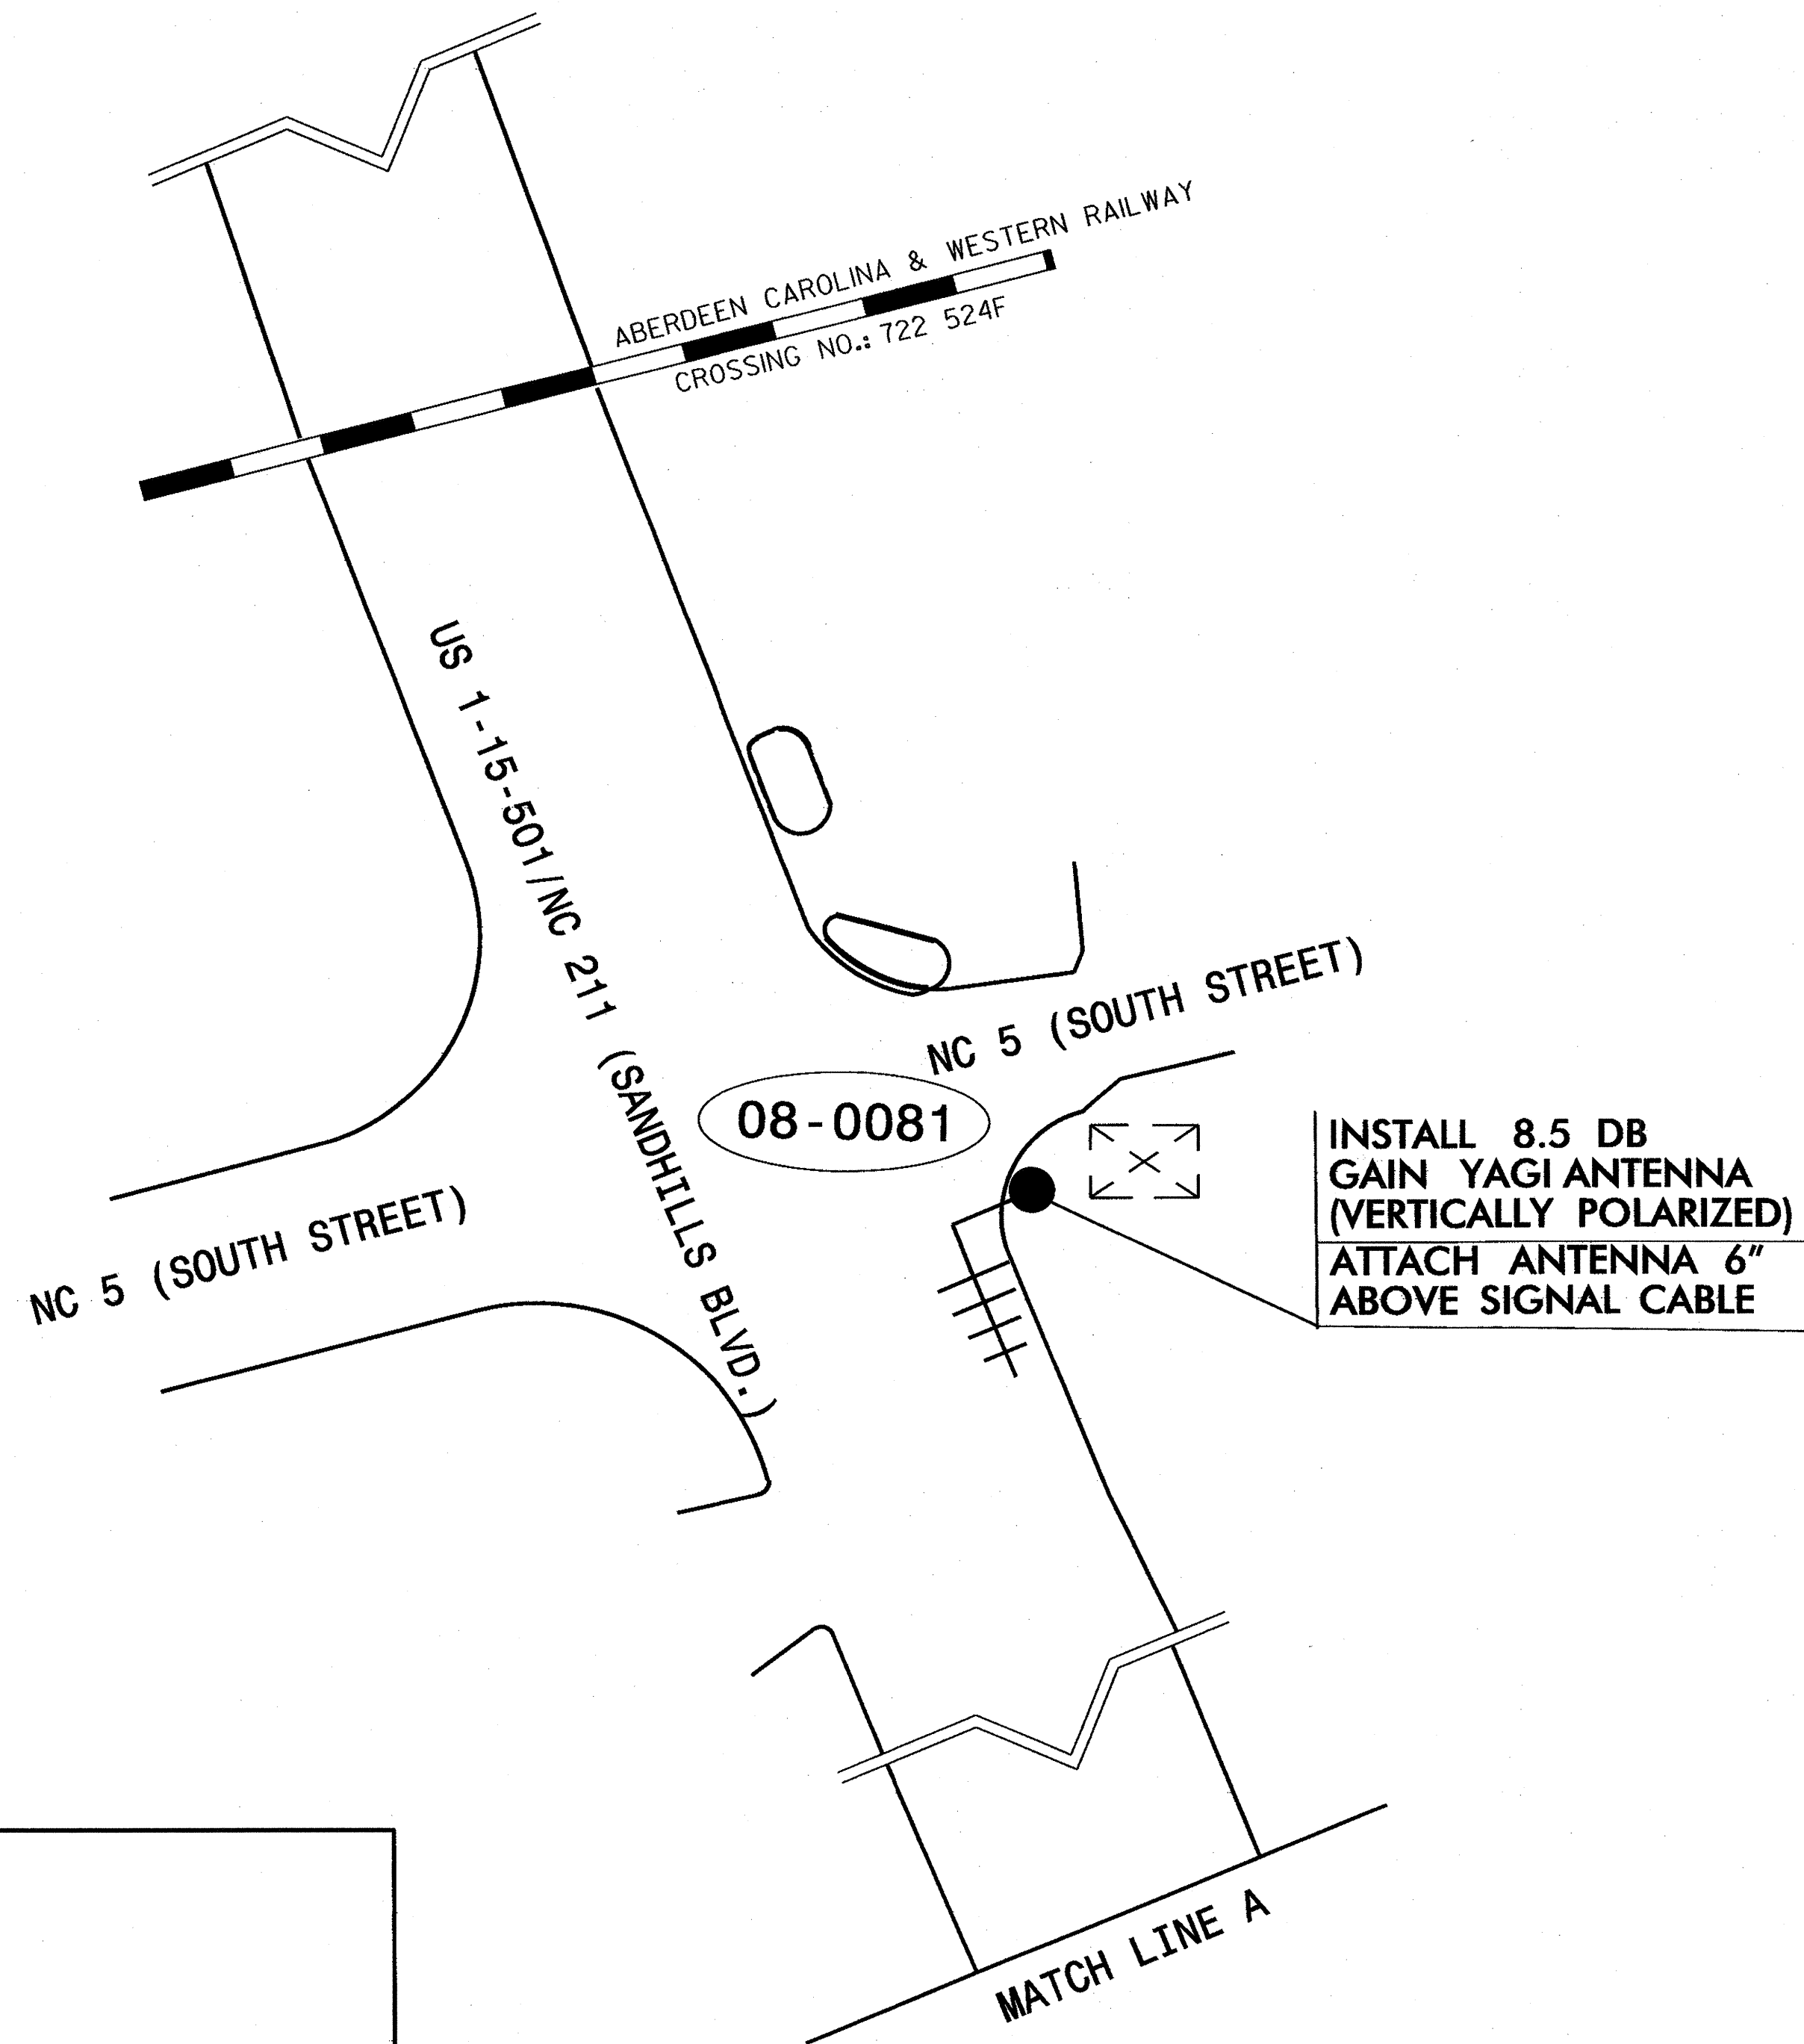 ABERDEEN CAROLINA & WESTERN RAILWAY
CROSSING NO.: 722 524F
US 1-15-501/NC 211 (SANDHILLS BLVD.)
NC 5 (SOUTH STREET)
08-0081
INSTALL 8.5 DB
GAIN YAGI ANTENNA
(VERTICALLY POLARIZED)
ATTACH ANTENNA 6"
ABOVE SIGNAL CABLE
NC 5 (SOUTH STREET)
MATCH LINE A